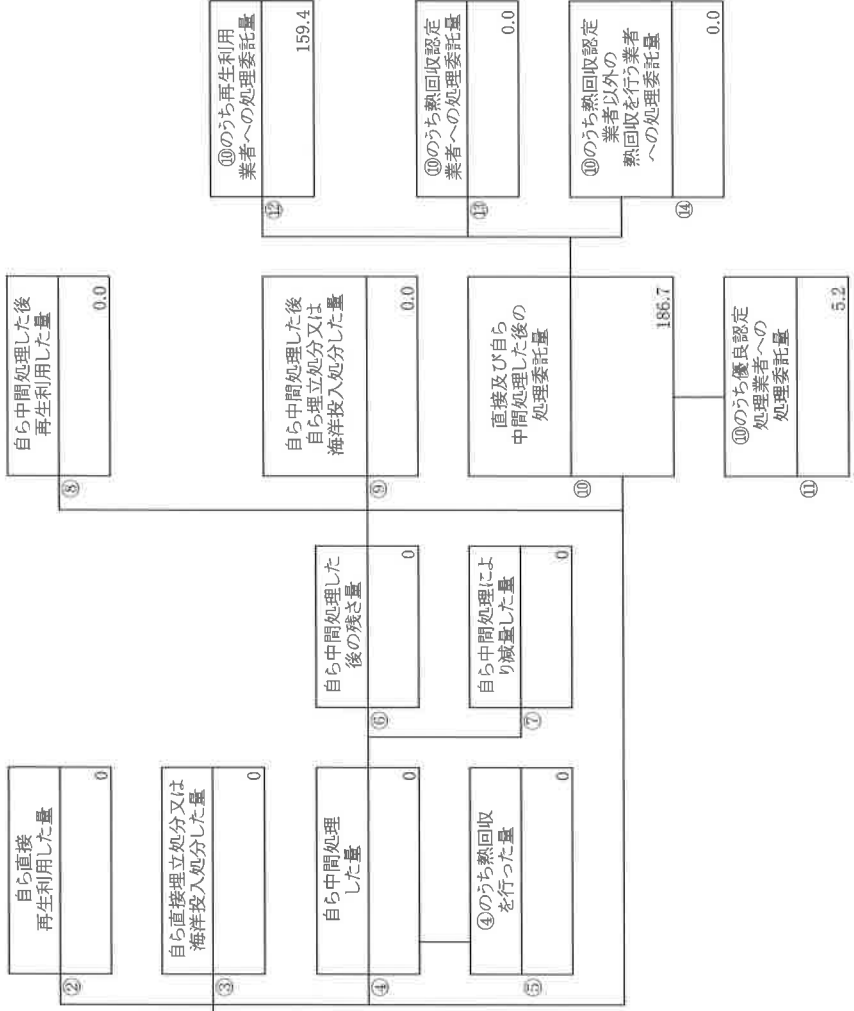 ②
自ら直接
再生利用した量
0
③
自ら直接埋立処分又は
海洋投入処分した量
0
④
自ら中間処理
した量
0
⑤
④のうち熱回収
を行った量
0
⑥
自ら中間処理した
後の残さ量
0
⑦
自ら中間処理によ
り減量した量
0
⑧
自ら中間処理した後
再生利用した量
0.0
⑨
自ら中間処理した後
自ら埋立処分又は
海洋投入処分した量
0.0
⑩
直接及び自ら
中間処理した後の
処理委託量
186.7
⑪
⑩のうち優良認定
処理業者への
処理委託量
5.2
⑫
⑩のうち再生利用
業者への処理委託量
159.4
⑬
⑩のうち熱回収認定
業者への処理委託量
0.0
⑭
⑩のうち熱回収認定
業者以外の
熱回収を行う業者
への処理委託量
0.0